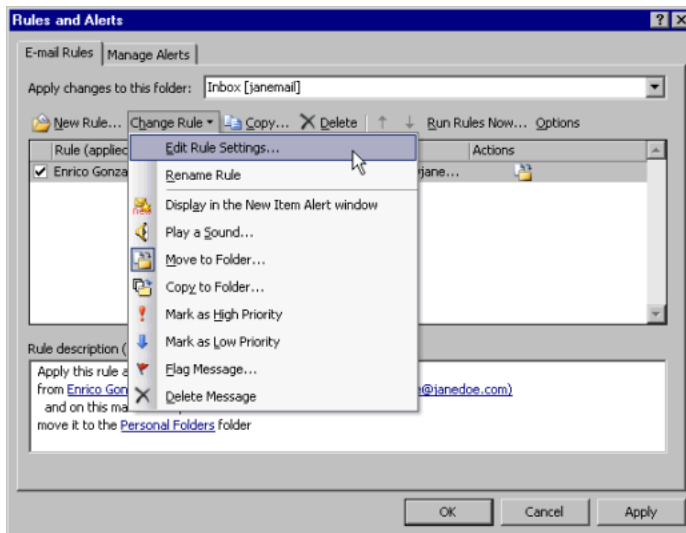 Rules and Alerts
E-mail Rules Manage Alerts
Apply changes to this folder: Inbox [janemail]
New Rule... Change Rule Copy... Delete Run Rules Now... Options
Rule (applied Actions
Enrico Gonza jane...
Edit Rule Settings...
Rename Rule
Display in the New Item Alert window
Play a Sound...
Move to Folder...
Copy to Folder...
Mark as High Priority
Mark as Low Priority
Flag Message...
Delete Message
Rule description (
Apply this rule a
from Enrico Gon e@janedoe.com)
and on this ma
move it to the Personal Folders folder
OK Cancel Apply